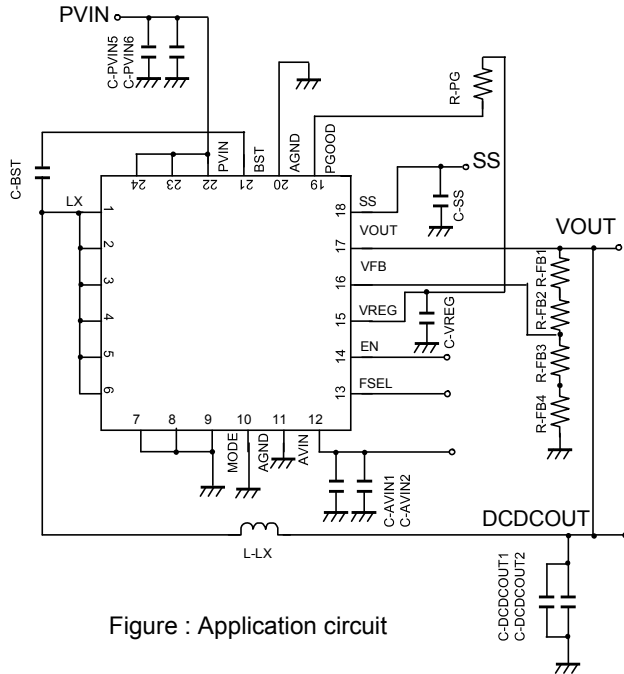 PVIN
C-PVIN5
C-PVIN6
R-PG
C-BST
PVIN
BST
AGND
PGOOD
24
23
22
21
20
19
LX
1
2
3
4
5
6
18
17
16
15
14
13
SS
VOUT
VFB
VREG
EN
FSEL
SS
C-SS
VOUT
R-FB1
R-FB2
R-FB3
R-FB4
C-VREG
7
8
9
10
11
12
MODE
AGND
AVIN
C-AVIN1
C-AVIN2
L-LX
DCDCOUT
C-DCDCOUT1
C-DCDCOUT2
Figure : Application circuit